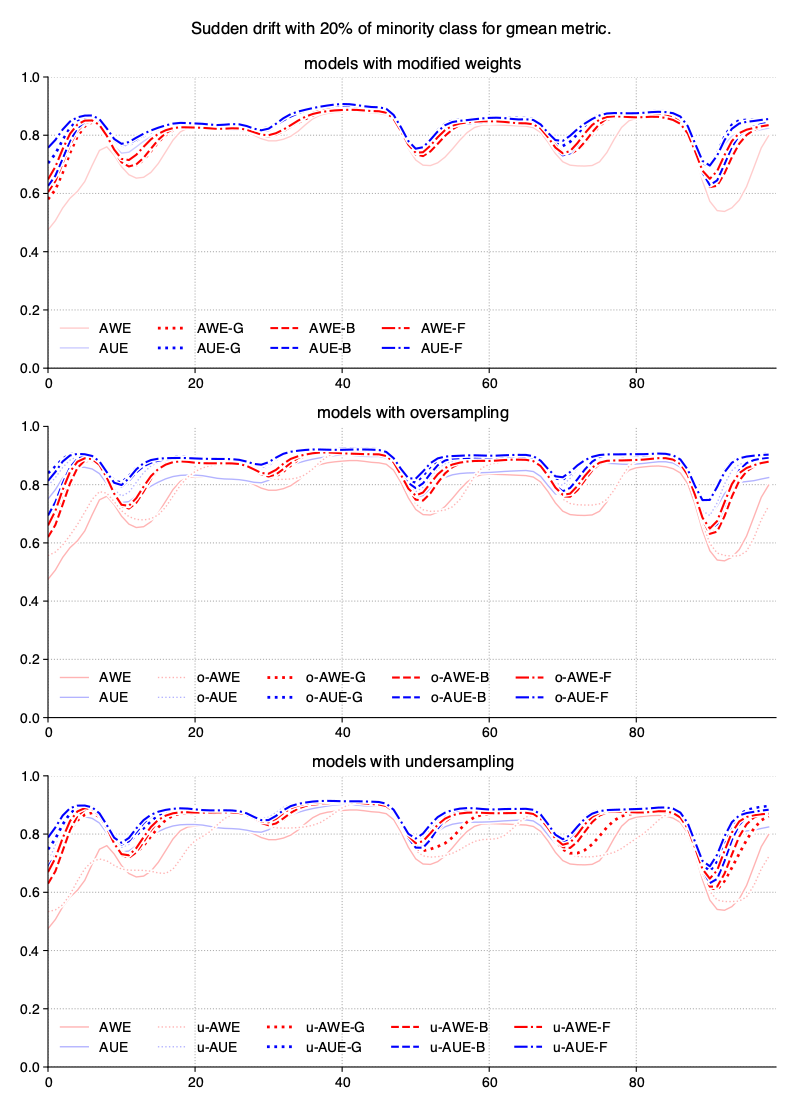 Sudden drift with 20% of minority class for gmean metric.
models with modified weights
1.0
0.8
0.6
0.4
0.2
0.0
AWE AWE-G AWE-B AWE-F
AUE AUE-G AUE-B AUE-F
0 20 40 60 80
models with oversampling
1.0
0.8
0.6
0.4
0.2
0.0
AWE o-AWE o-AWE-G o-AWE-B o-AWE-F
AUE o-AUE o-AUE-G o-AUE-B o-AUE-F
0 20 40 60 80
models with undersampling
1.0
0.8
0.6
0.4
0.2
0.0
AWE u-AWE u-AWE-G u-AWE-B u-AWE-F
AUE u-AUE u-AUE-G u-AUE-B u-AUE-F
0 20 40 60 80